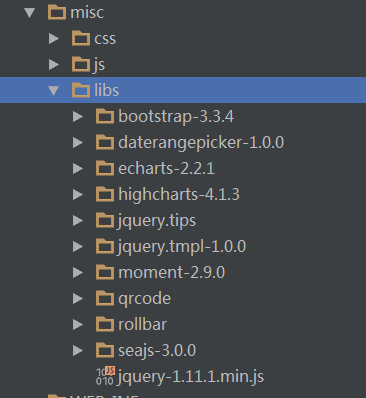 misc
css
js
libs
bootstrap-3.3.4
daterangepicker-1.0.0
echarts-2.2.1
highcharts-4.1.3
jquery.tips
jquery.tmpl-1.0.0
moment-2.9.0
qrcode
rollbar
seajs-3.0.0
jquery-1.11.1.min.js